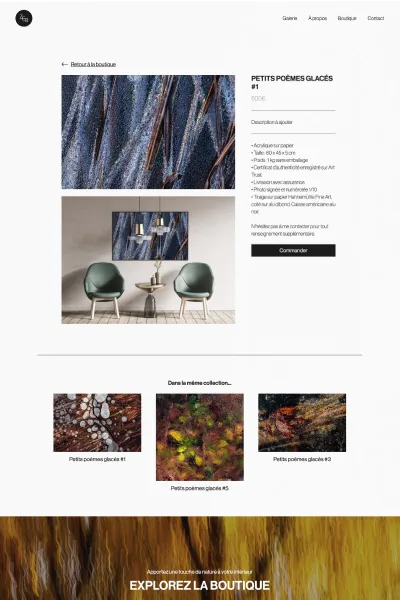 Galerie À propos Boutique Contact
← Retour à la boutique
PETITS POÈMES GLACÉS
#1
600€
Description à ajouter
• Acrylique sur papier
• Taille : 60 x 45 x 5 cm
• Poids : 1 kg sans emballage
• Certificat d'authenticité enregistré sur Art
Trust
• Livraison avec assurance
• Photo signée et numérotée 1/10
• Tirage sur papier Hahnemühle Fine Art,
collé sur alu dibond. Caisse américaine alu
noir.
N'hésitez pas à me contacter pour tout
renseignement supplémentaire.
Commander
Dans la même collection...
Petits poèmes glacés #1
Petits poèmes glacés #5
Petits poèmes glacés #3
Apportez une touche de nature à votre intérieur
EXPLOREZ LA BOUTIQUE